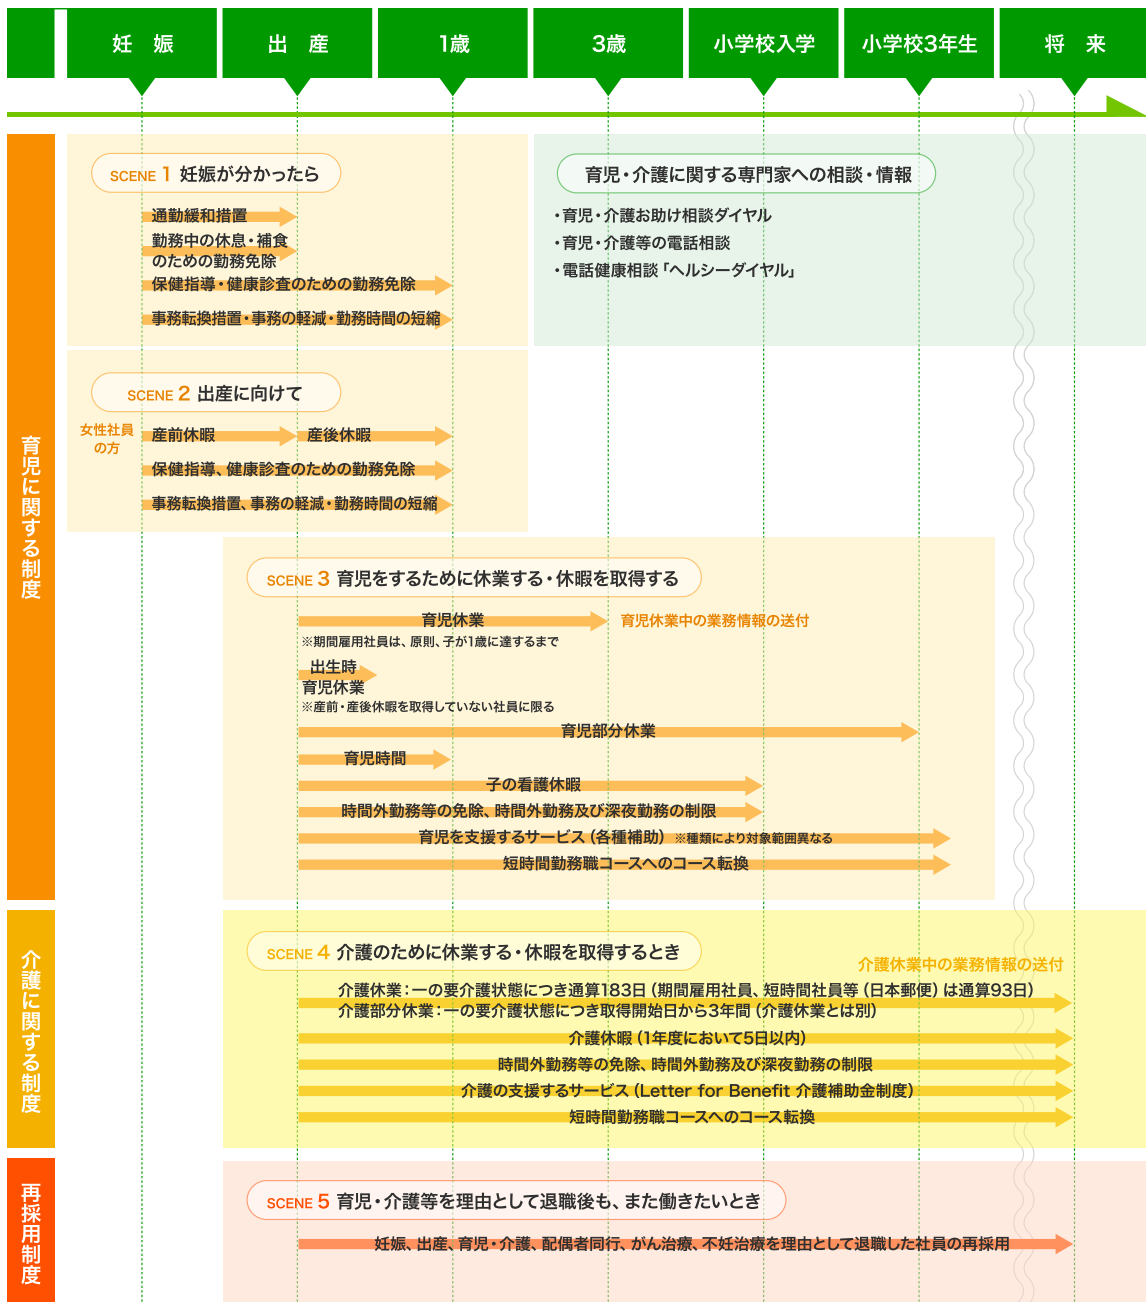 妊　娠
出　産
1歳
3歳
小学校入学
小学校3年生
将　来
育児に関する制度
SCENE 1 妊娠が分かったら
通勤緩和措置
勤務中の休息・補食
のための勤務免除
保健指導・健康診査のための勤務免除
事務転換措置・事務の軽減・勤務時間の短縮
育児・介護に関する専門家への相談・情報
・育児・介護お助け相談ダイヤル
・育児・介護等の電話相談
・電話健康相談「ヘルシーダイヤル」
SCENE 2 出産に向けて
女性社員
の方
産前休暇
産後休暇
保健指導、健康診査のための勤務免除
事務転換措置、事務の軽減・勤務時間の短縮
SCENE 3 育児をするために休業する・休暇を取得する
育児休業
育児休業中の業務情報の送付
※期間雇用社員は、原則、子が1歳に達するまで
出生時
育児休業
※産前・産後休暇を取得していない社員に限る
育児部分休業
育児時間
子の看護休暇
時間外勤務等の免除、時間外勤務及び深夜勤務の制限
育児を支援するサービス（各種補助）※種類により対象範囲異なる
短時間勤務職コースへのコース転換
介護に関する制度
SCENE 4 介護のために休業する・休暇を取得するとき
介護休業中の業務情報の送付
介護休業：一の要介護状態につき通算183日（期間雇用社員、短時間社員等（日本郵便）は通算93日）
介護部分休業：一の要介護状態につき取得開始日から3年間（介護休業とは別）
介護休暇（1年度において5日以内）
時間外勤務等の免除、時間外勤務及び深夜勤務の制限
介護の支援するサービス（Letter for Benefit 介護補助金制度）
短時間勤務職コースへのコース転換
再採用制度
SCENE 5 育児・介護等を理由として退職後も、また働きたいとき
妊娠、出産、育児・介護、配偶者同行、がん治療、不妊治療を理由として退職した社員の再採用